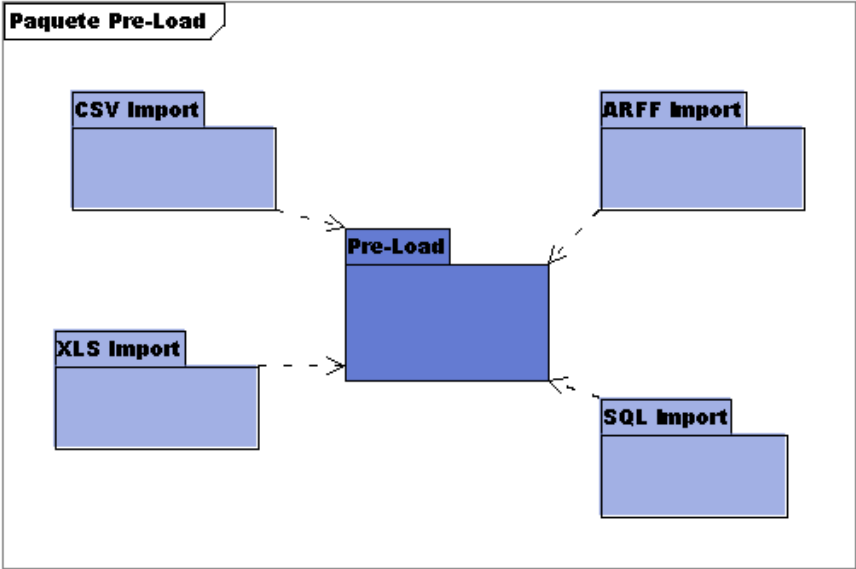 Paquete Pre-Load
CSV Import
ARFF Import
Pre-Load
XLS Import
SQL Import